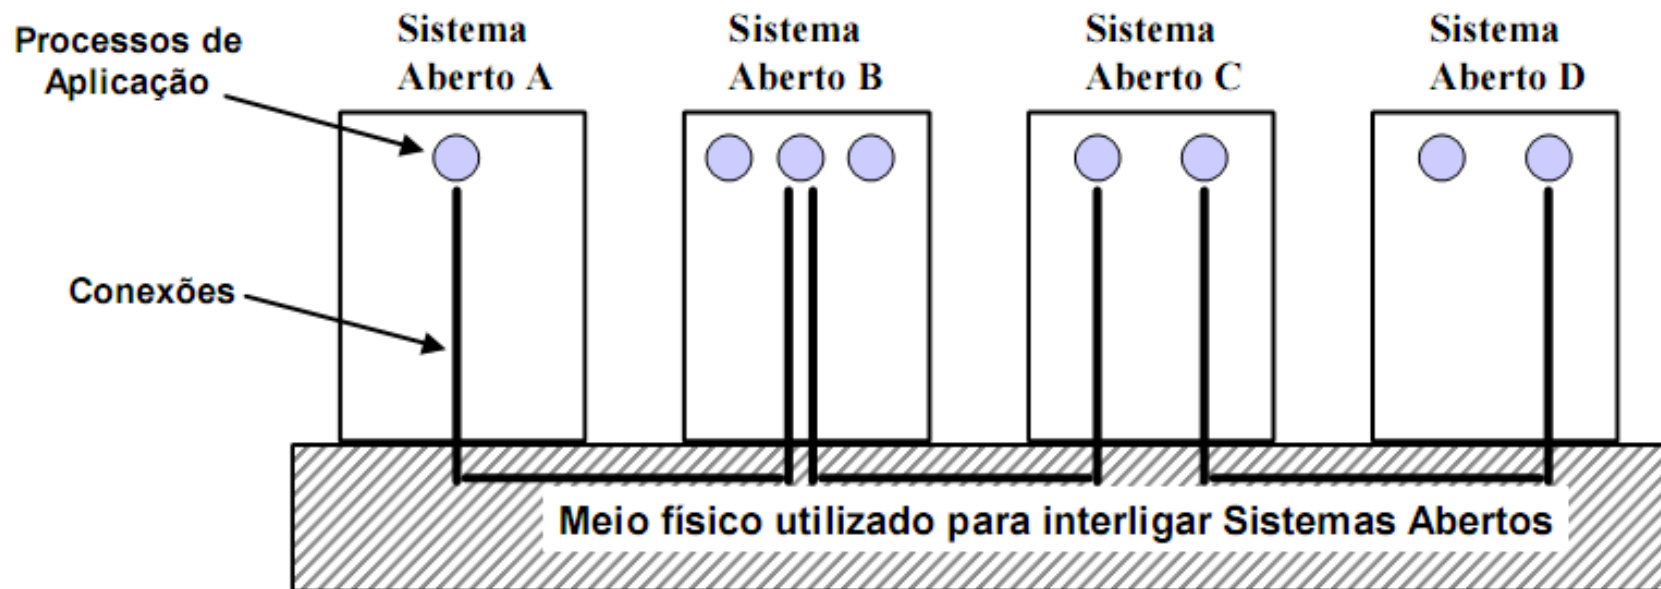 Processos de
Aplicação
Sistema
Aberto A
Sistema
Aberto B
Sistema
Aberto C
Sistema
Aberto D
Conexões
Meio físico utilizado para interligar Sistemas Abertos